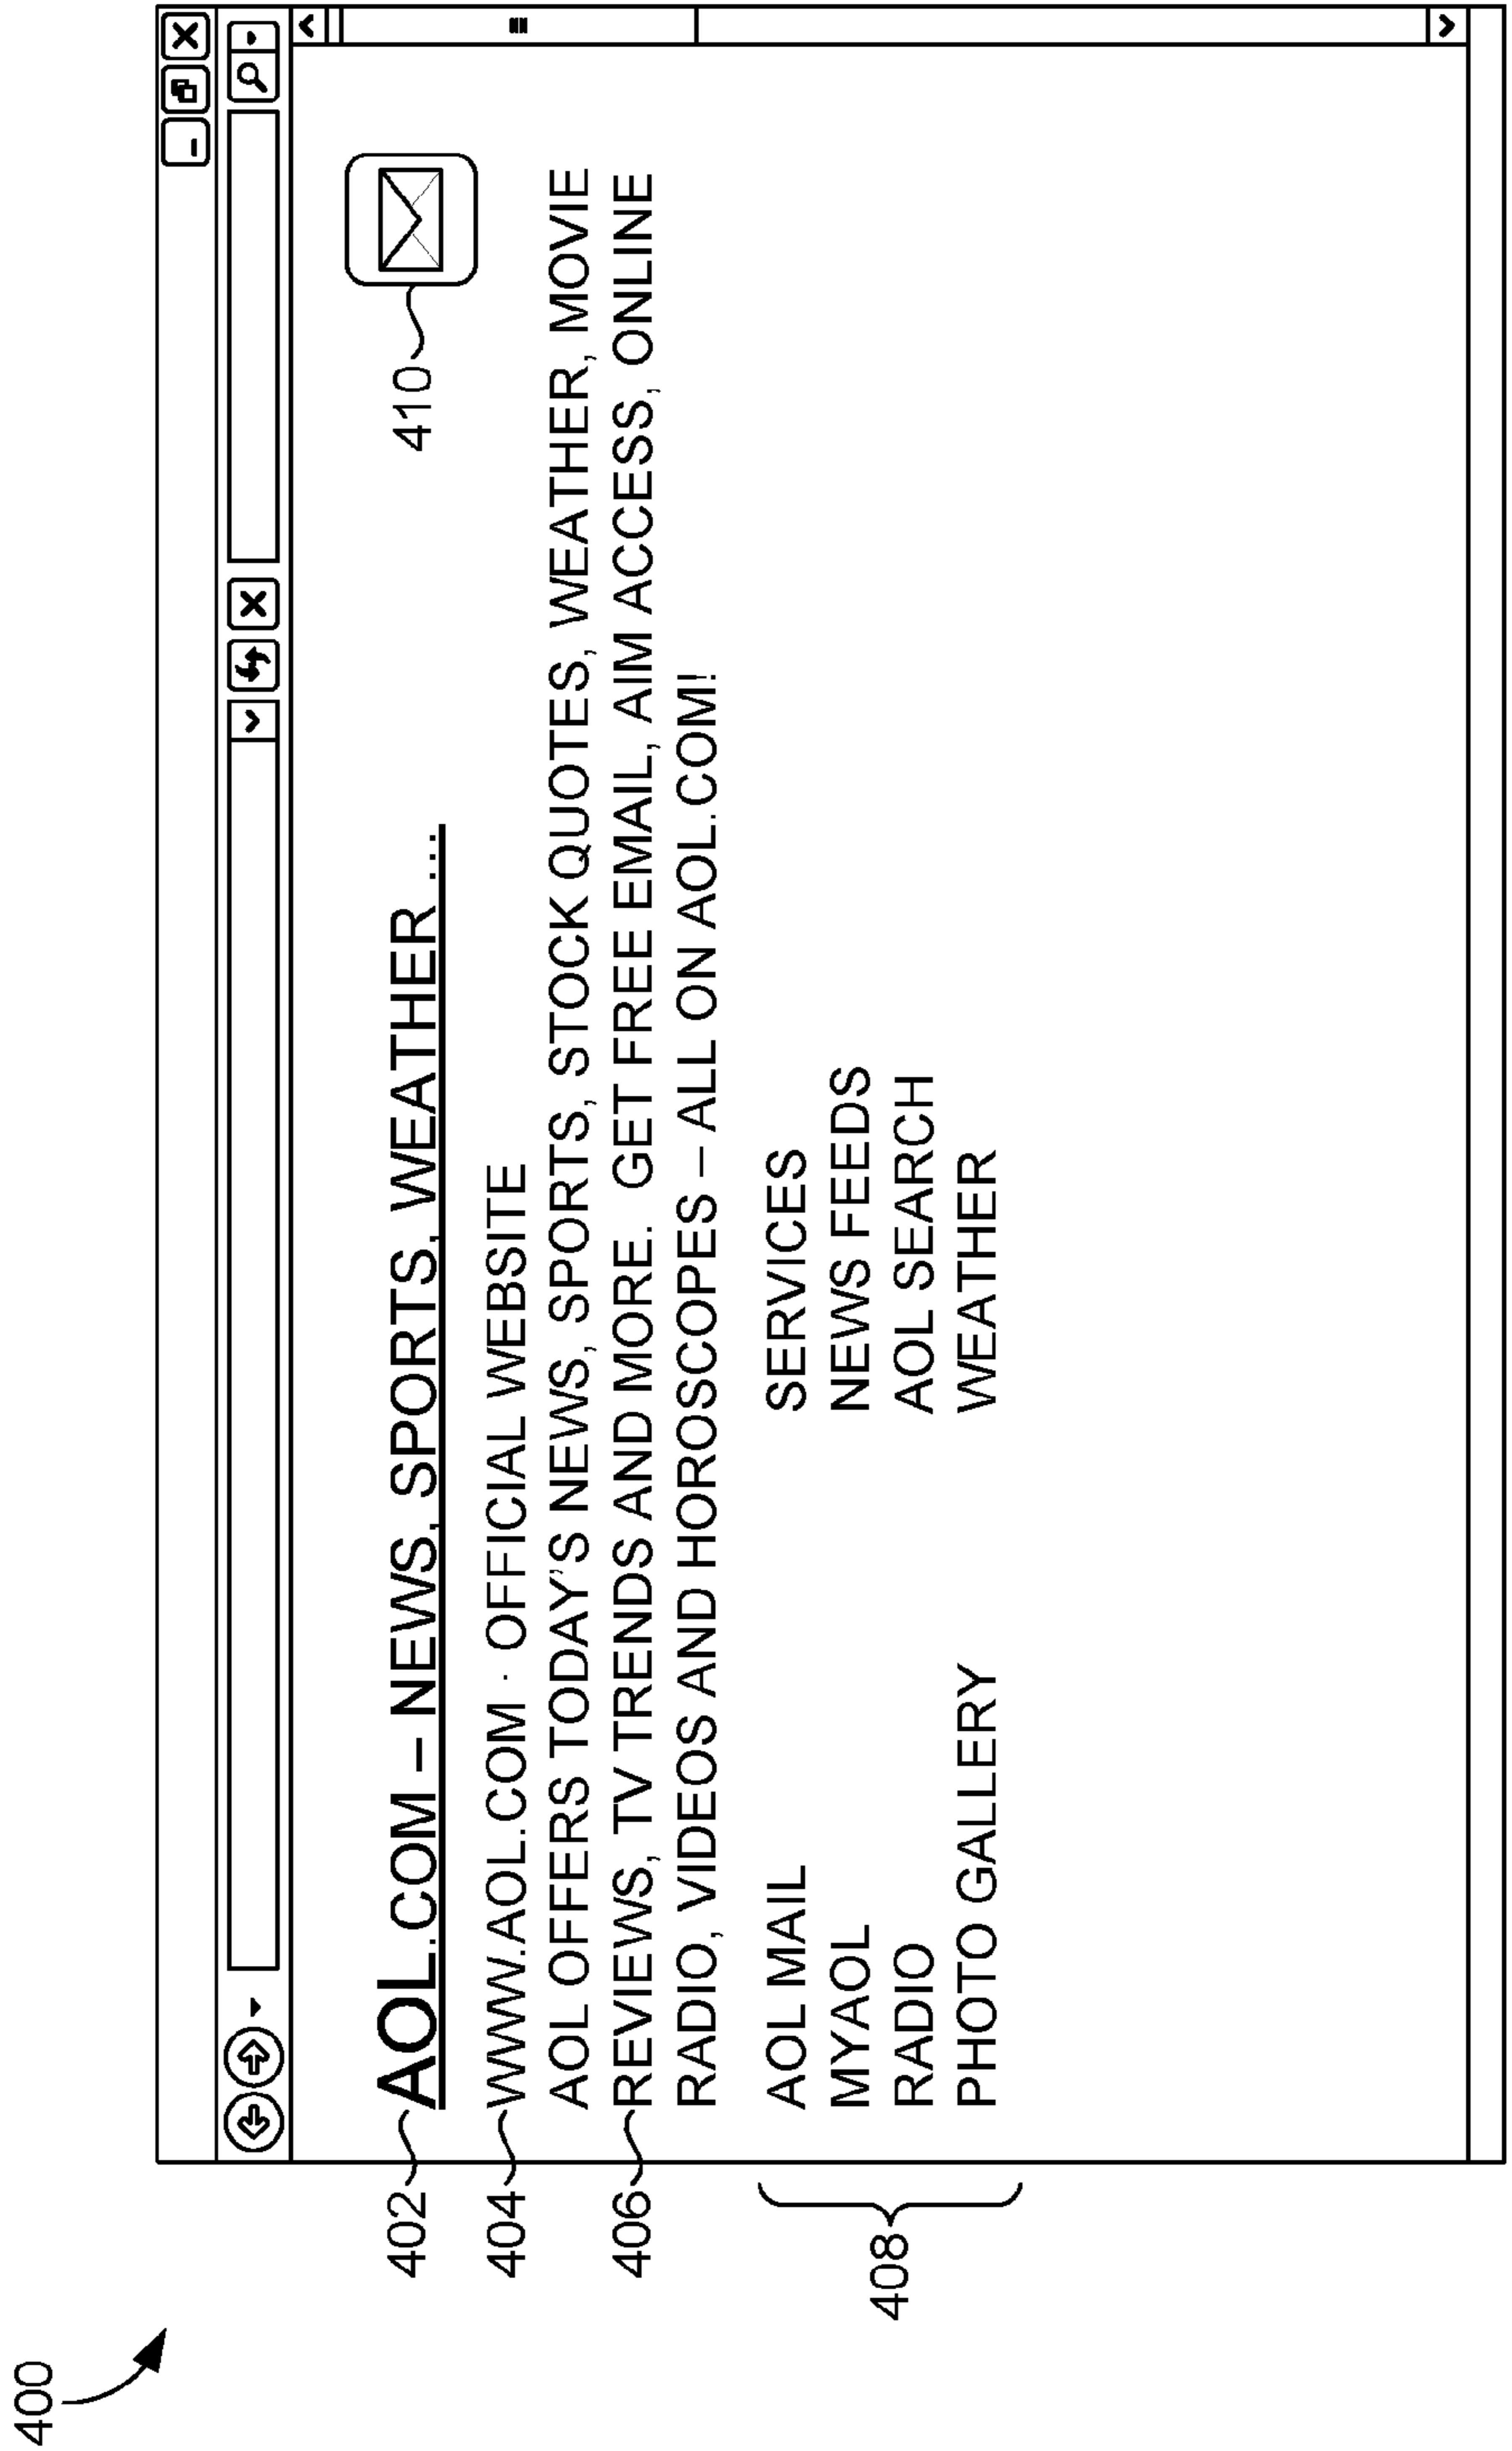 400
402 AOL.COM – NEWS, SPORTS, WEATHER ...
410
404 WWW.AOL.COM · OFFICIAL WEBSITE
AOL OFFERS TODAY'S NEWS, SPORTS, STOCK QUOTES, WEATHER, MOVIE
406 REVIEWS, TV TRENDS AND MORE. GET FREE EMAIL, AIM ACCESS, ONLINE
RADIO, VIDEOS AND HOROSCOPES – ALL ON AOL.COM!
408
AOL MAIL SERVICES
MYAOL NEWS FEEDS
RADIO AOL SEARCH
PHOTO GALLERY WEATHER